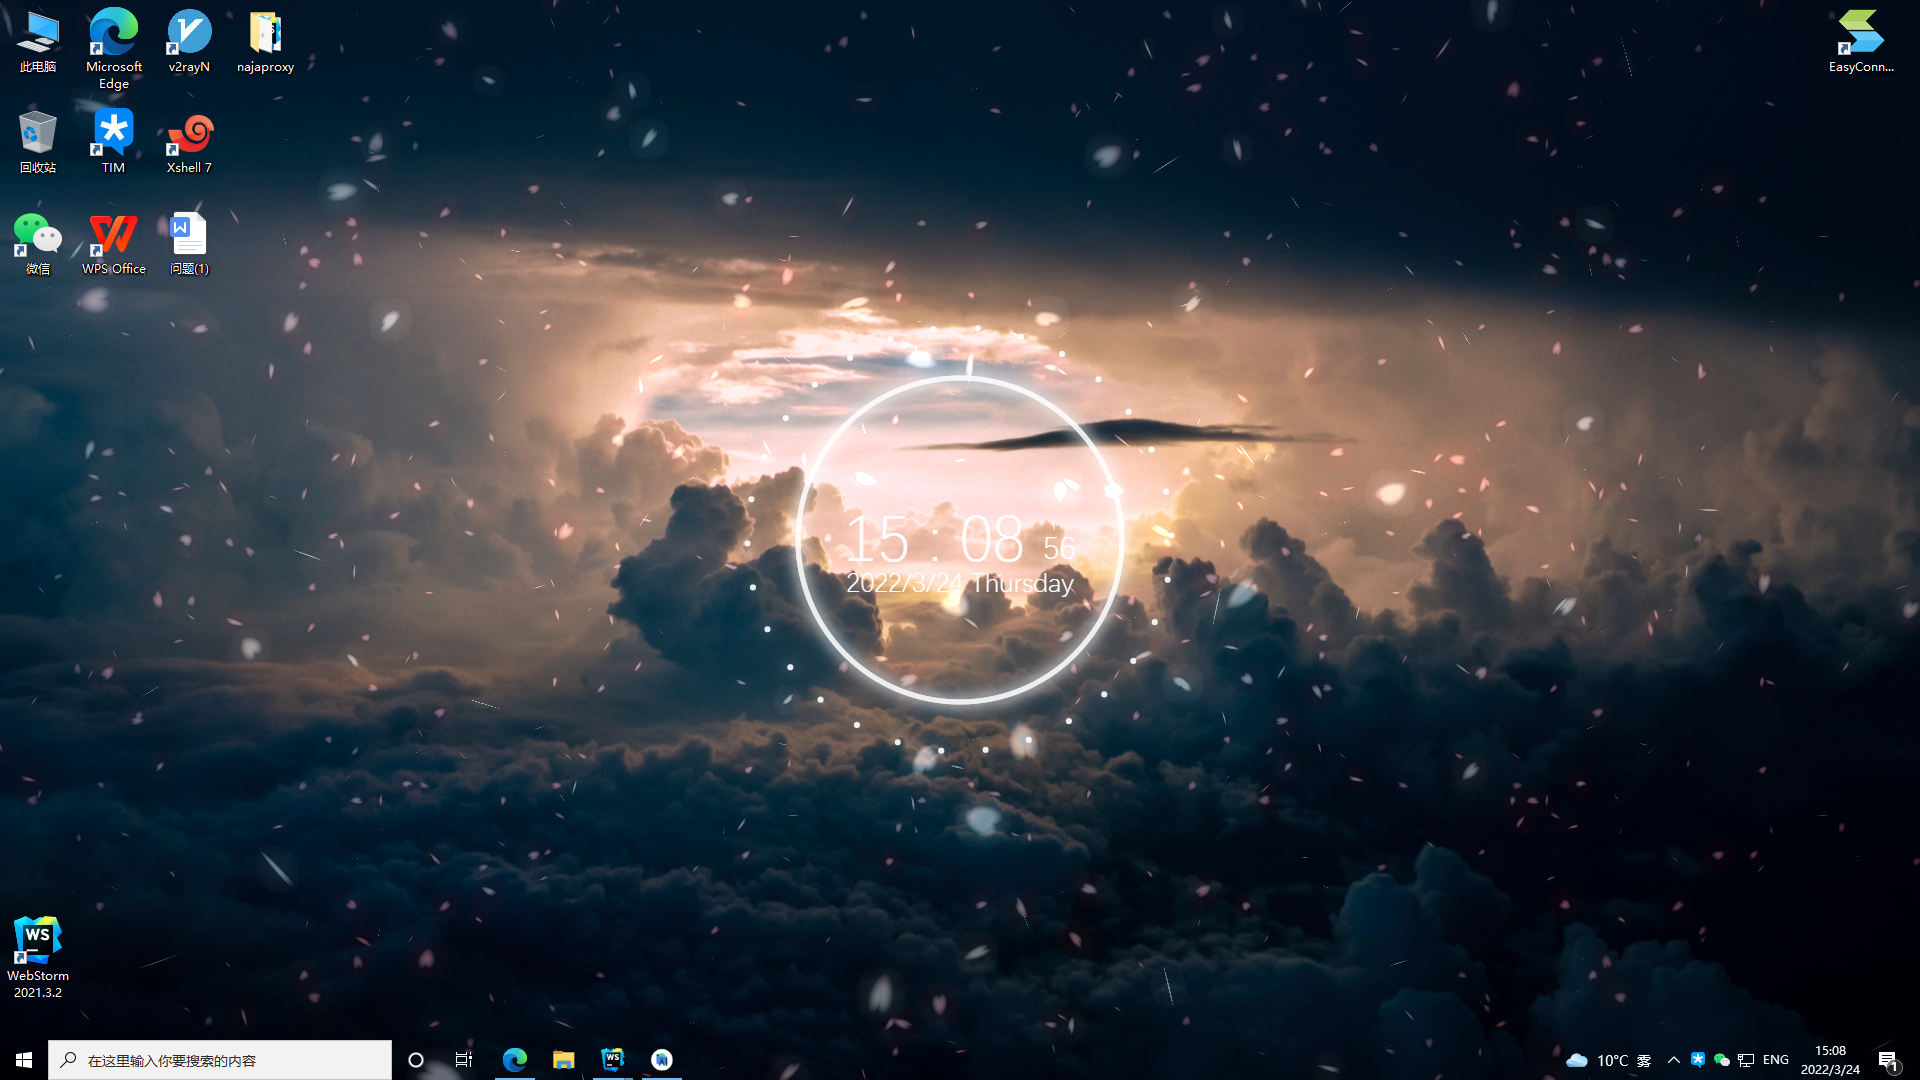 此电脑
Microsoft
Edge
v2rayN
najaproxy
EasyConn...
回收站
TIM
Xshell 7
微信
WPS Office
问题(1)
15 : 08 56
2022/3/24 Thursday
WS
WebStorm
2021.3.2
在这里输入你要搜索的内容
WS
10°C 雾
ENG
15:08
2022/3/24
1